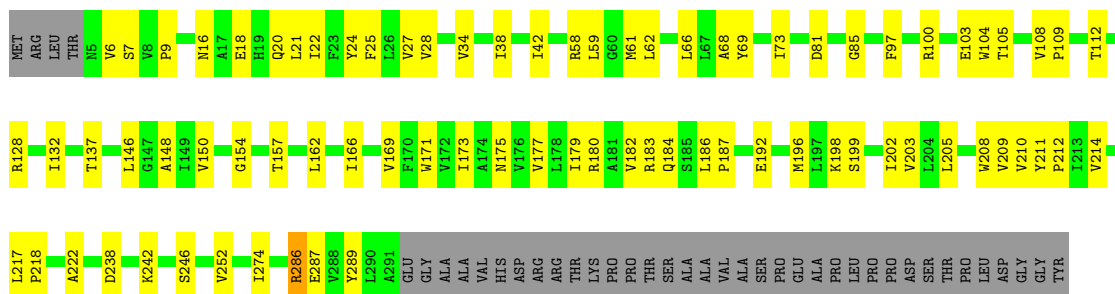 MET ARG LEU THR N5 V6 S7 V8 P9 N16 A17 E18 H19 Q20 L21 I22 F23 Y24 F25 L26 V27 V28 V34 I38 I42 R58 L59 G60 M61 L62 L66 L67 A68 Y69 I73 D81 G85 F97 R100 E103 W104 T105 V108 P109 T112
R128 I132 T137 L146 G147 A148 I149 V150 G154 T157 L162 I166 V169 F170 W171 V172 I173 A174 N175 V176 V177 L178 I179 R180 A181 V182 R183 Q184 S185 L186 P187 E192 M196 L197 K198 S199 I202 V203 L204 L205 W208 V209 V210 Y211 P212 I213 V214
L217 P218 A222 D238 K242 S246 V252 I274 R286 E287 V288 Y289 L290 A291 GLU GLY ALA ALA VAL HIS ASP ARG ARG THR LYS PRO PRO THR SER ALA ALA VAL ALA SER PRO GLU ALA PRO LEU PRO PRO ASP SER THR PRO LEU ASP GLY GLY TYR